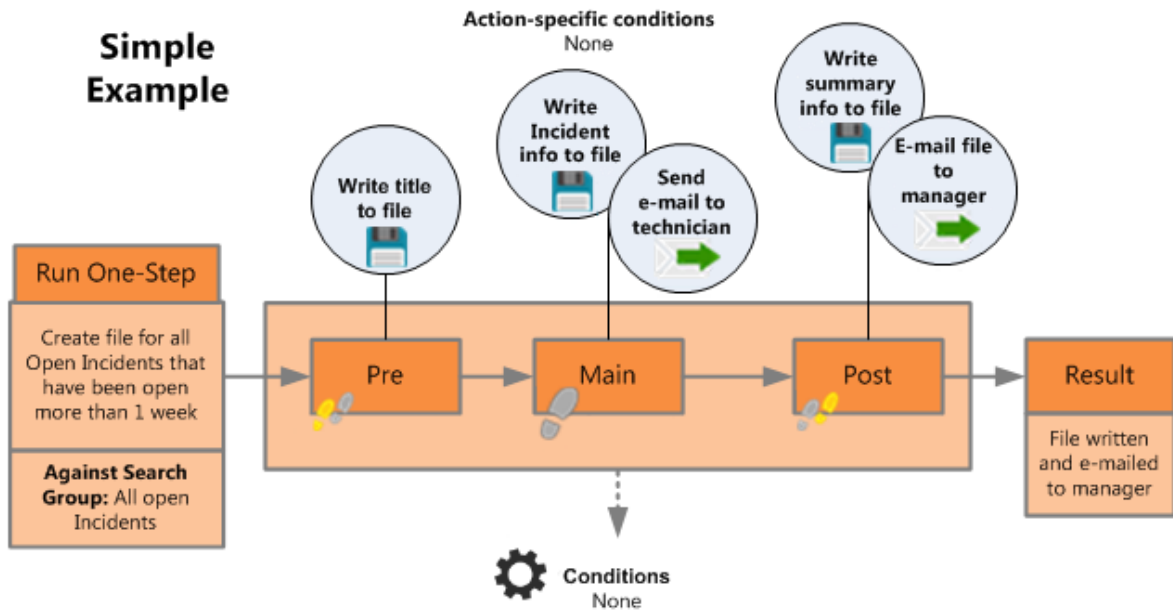 Simple
Example
Action-specific conditions
None
Write title
to file
Write
Incident
info to file
Send
e-mail to
technician
Write
summary
info to file
E-mail file
to
manager
Run One-Step
Create file for all
Open Incidents that
have been open
more than 1 week
Against Search
Group: All open
Incidents
Pre
Main
Post
Result
File written
and e-mailed
to manager
Conditions
None